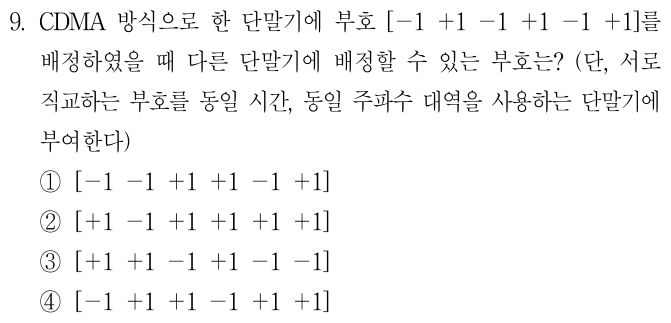 9. CDMA 방식으로 한 단말기에 부호 [−1 +1 −1 +1 −1 +1]를
배정하였을 때 다른 단말기에 배정할 수 있는 부호는? (단, 서로
직교하는 부호를 동일 시간, 동일 주파수 대역을 사용하는 단말기에
부여한다)
① [−1 −1 +1 +1 −1 +1]
② [+1 −1 +1 +1 +1 +1]
③ [+1 +1 −1 +1 −1 −1]
④ [−1 +1 +1 −1 +1 +1]